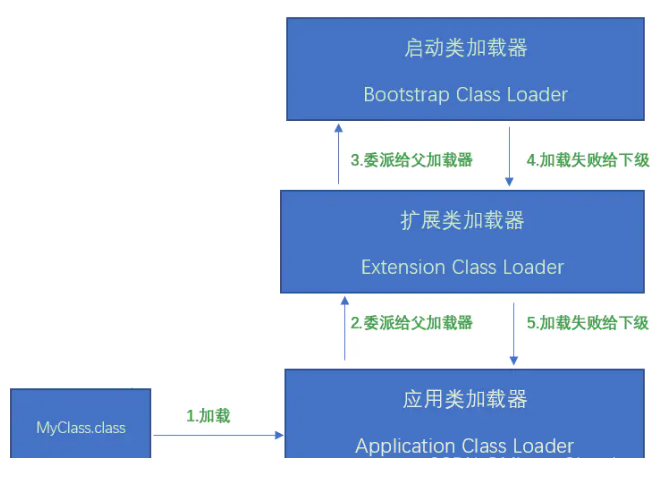 启动类加载器
Bootstrap Class Loader
3.委派给父加载器
4.加载失败给下级
扩展类加载器
Extension Class Loader
2.委派给父加载器
5.加载失败给下级
应用类加载器
1.加载
MyClass.class
Application Class Loader